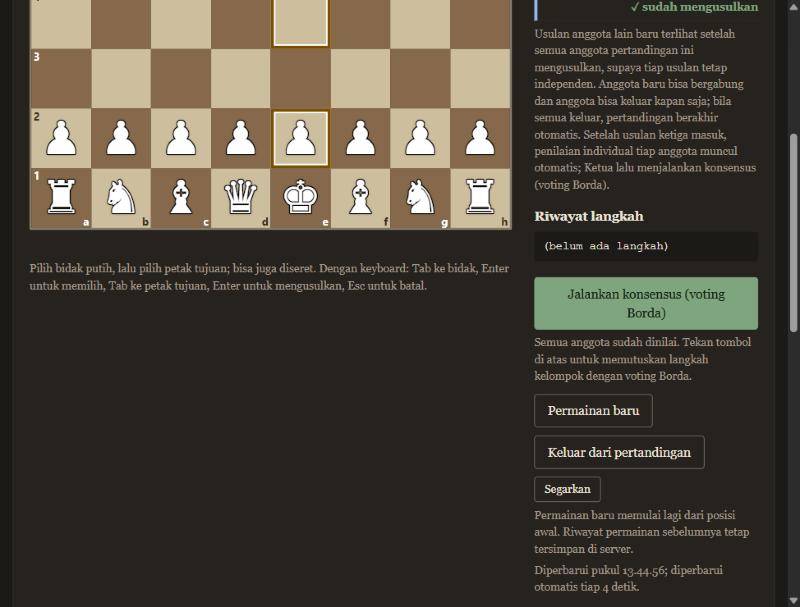 3
2
1
a b c d e f g h
Pilih bidak putih, lalu pilih petak tujuan; bisa juga diseret. Dengan keyboard: Tab ke bidak, Enter
untuk memilih, Tab ke petak tujuan, Enter untuk mengusulkan, Esc untuk batal.
✓ sudah mengusulkan
Usulan anggota lain baru terlihat setelah
semua anggota pertandingan ini
mengusulkan, supaya tiap usulan tetap
independen. Anggota baru bisa bergabung
dan anggota bisa keluar kapan saja; bila
semua keluar, pertandingan berakhir
otomatis. Setelah usulan ketiga masuk,
penilaian individual tiap anggota muncul
otomatis; Ketua lalu menjalankan konsensus
(voting Borda).
Riwayat langkah
(belum ada langkah)
Jalankan konsensus (voting
Borda)
Semua anggota sudah dinilai. Tekan tombol
di atas untuk memutuskan langkah
kelompok dengan voting Borda.
Permainan baru
Keluar dari pertandingan
Segarkan
Permainan baru memulai lagi dari posisi
awal. Riwayat permainan sebelumnya tetap
tersimpan di server.
Diperbarui pukul 13.44.56; diperbarui
otomatis tiap 4 detik.